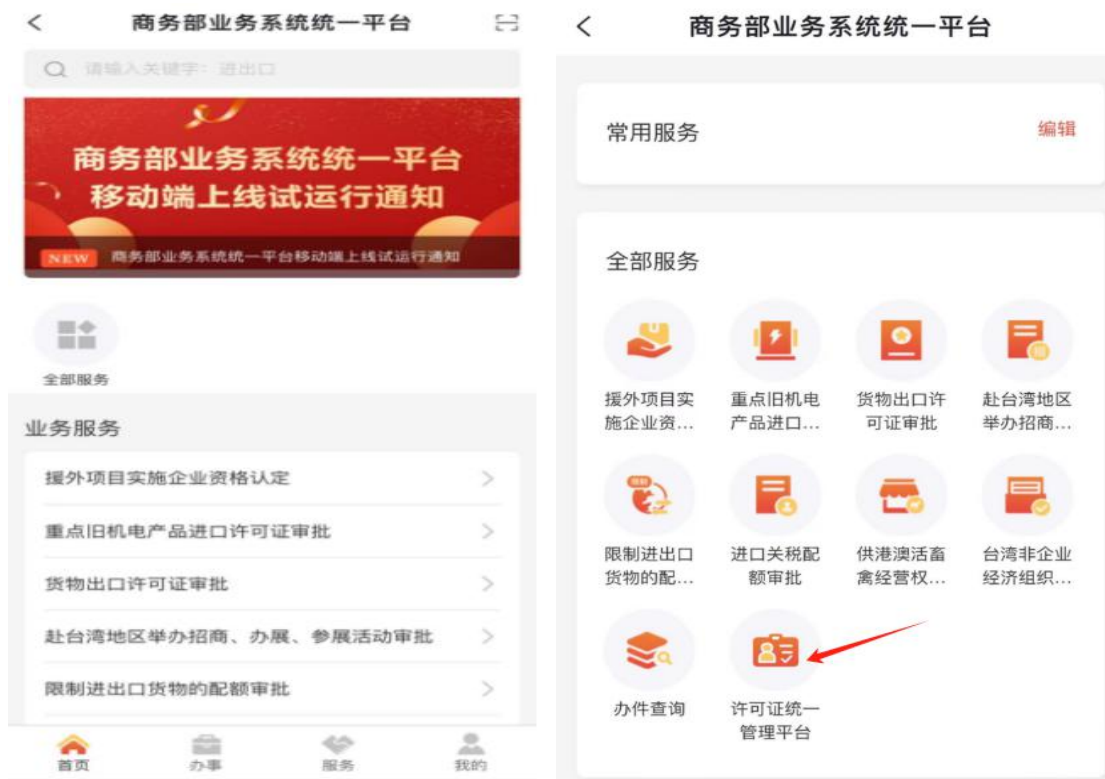 商务部业务系统统一平台
请输入关键字：进出口
商务部业务系统统一平台
移动端上线试运行通知
NEW 商务部业务系统统一平台移动端上线试运行通知
全部服务
业务服务
援外项目实施企业资格认定
重点旧机电产品进口许可证审批
货物出口许可证审批
赴台湾地区举办招商、办展、参展活动审批
限制进出口货物的配额审批
首页 办事 服务 我的
商务部业务系统统一平台
常用服务 编辑
全部服务
援外项目实 重点旧机电 货物出口许 赴台湾地区
施企业资... 产品进口... 可证审批 举办招商...
限制进出口 进口关税配 供港澳活畜 台湾非企业
货物的配... 额审批 禽经营权... 经济组织...
办件查询 许可证统一
管理平台